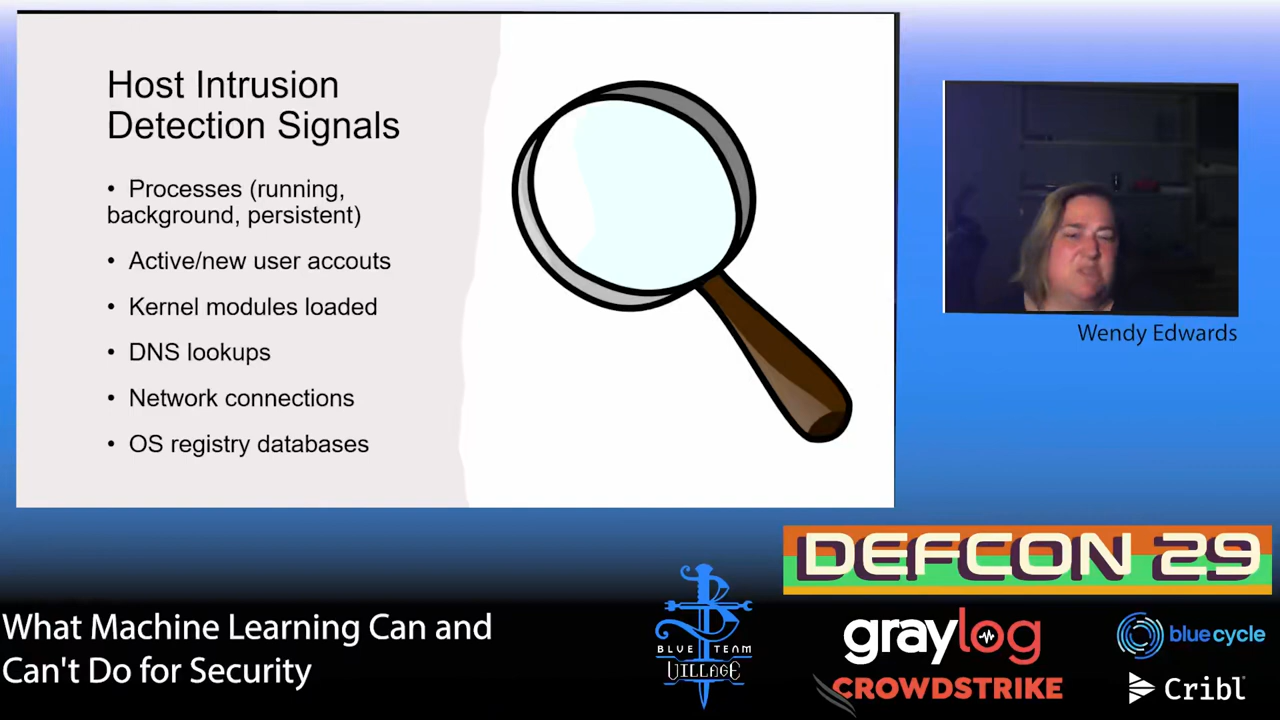 Host Intrusion
Detection Signals
• Processes (running,
background, persistent)
• Active/new user accouts
• Kernel modules loaded
• DNS lookups
• Network connections
• OS registry databases
Wendy Edwards
DEFCON 29
What Machine Learning Can and
Can't Do for Security
BLUE TEAM
VILLAGE
graylog
bluecycle
CROWDSTRIKE
Cribl